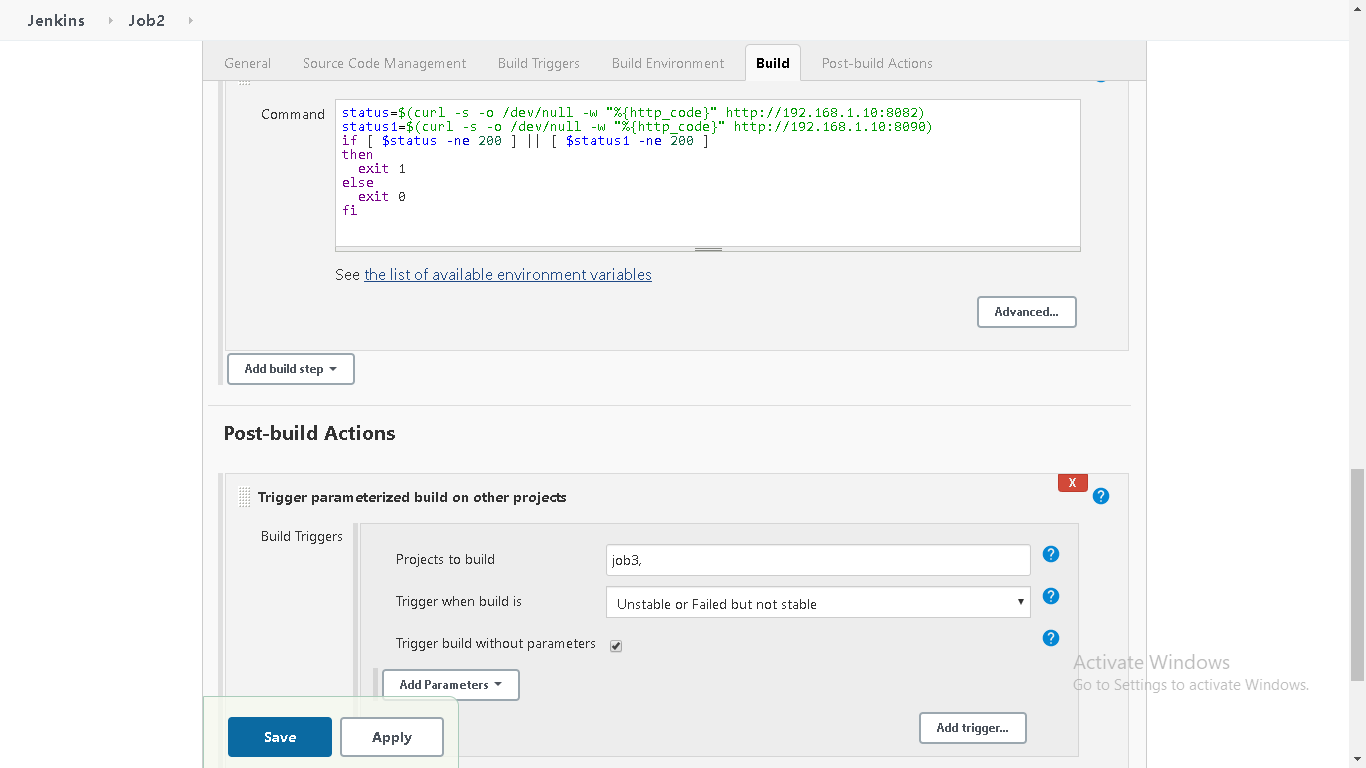 Jenkins Job2
General Source Code Management Build Triggers Build Environment Build Post-build Actions
Command
status=$(curl -s -o /dev/null -w "%{http_code}" http://192.168.1.10:8082)
status1=$(curl -s -o /dev/null -w "%{http_code}" http://192.168.1.10:8090)
if [ $status -ne 200 ] || [ $status1 -ne 200 ]
then
exit 1
else
exit 0
fi
See the list of available environment variables
Advanced...
Add build step
Post-build Actions
X
Trigger parameterized build on other projects ?
Build Triggers
Projects to build job3, ?
Trigger when build is Unstable or Failed but not stable ?
Trigger build without parameters ?
Add Parameters
Activate Windows
Go to Settings to activate Windows.
Add trigger...
Save Apply